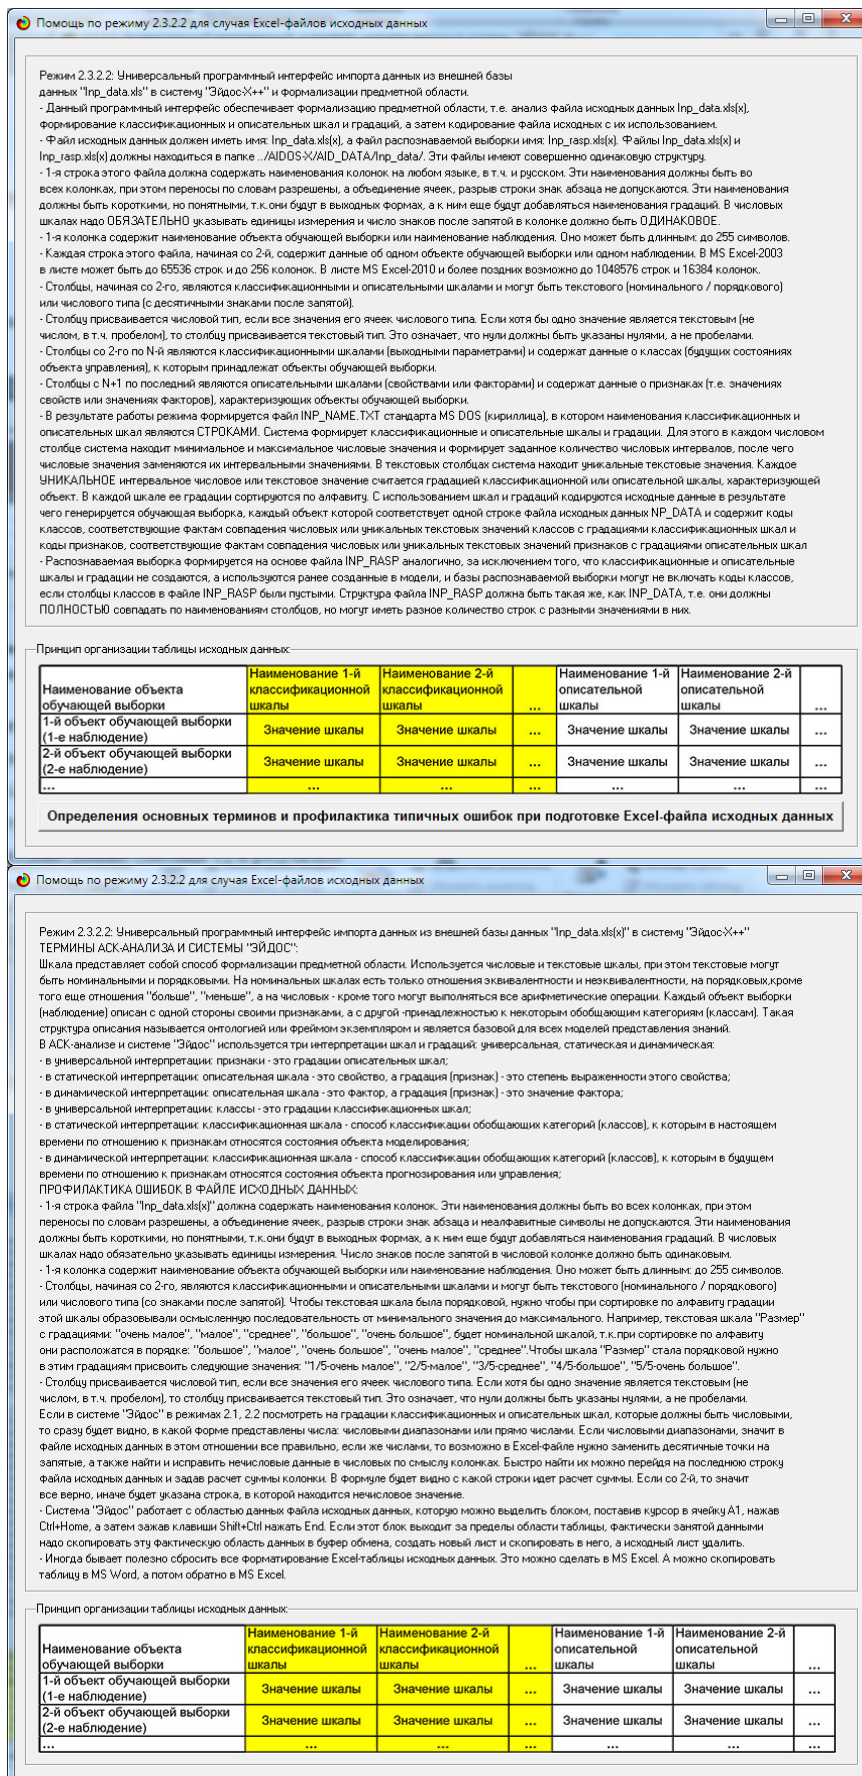 Помощь по режиму 2.3.2.2 для случая Excel-файлов исходных данных
Режим 2.3.2.2: Универсальный программный интерфейс импорта данных из внешней базы
данных "Inp_data.xls" в систему "Эйдос-X++" и формализации предметной области.
- Данный программный интерфейс обеспечивает формализацию предметной области, т.е. анализ файла исходных данных Inp_data.xls(x),
формирование классификационных и описательных шкал и градаций, а затем кодирование файла исходных с их использованием.
- Файл исходных данных должен иметь имя: Inp_data.xls(x), а файл распознаваемой выборки имя: Inp_rasp.xls(x). Файлы Inp_data.xls(x) и
Inp_rasp.xls(x) должны находиться в папке ../AIDOS-X/AID_DATA/Inp_data/. Эти файлы имеют совершенно одинаковую структуру.
- 1-я строка этого файла должна содержать наименования колонок на любом языке, в т.ч. и русском. Эти наименования должны быть во
всех колонках, при этом переносы по словам разрешены, а объединение ячеек, разрыв строки знак абзаца не допускаются. Эти наименования
должны быть короткими, но понятными, т.к.они будут в выходных формах, а к ним еще будут добавляться наименования градаций. В числовых
шкалах надо ОБЯЗАТЕЛЬНО указывать единицы измерения и число знаков после запятой в колонке должно быть ОДИНАКОВОЕ.
- 1-я колонка содержит наименование объекта обучающей выборки или наименование наблюдения. Оно может быть длинным: до 255 символов.
- Каждая строка этого файла, начиная со 2-й, содержит данные об одном объекте обучающей выборки или одном наблюдении. В MS Excel-2003
в листе может быть до 65536 строк и до 256 колонок. В листе MS Excel-2010 и более поздних возможно до 1048576 строк и 16384 колонок.
- Столбцы, начиная со 2-го, являются классификационными и описательными шкалами и могут быть текстового (номинального / порядкового)
или числового типа (с десятичными знаками после запятой).
- Столбцу присваивается числовой тип, если все значения его ячеек числового типа. Если хотя бы одно значение является текстовым (не
числом, в т.ч. пробелом), то столбцу присваивается текстовый тип. Это означает, что нули должны быть указаны нулями, а не пробелами.
- Столбцы со 2-го по N-й являются классификационными шкалами (выходными параметрами) и содержат данные о классах (будущих состояниях
объекта управления), к которым принадлежат объекты обучающей выборки.
- Столбцы с N+1 по последний являются описательными шкалами (свойствами или факторами) и содержат данные о признаках (т.е. значениях
свойств или значениях факторов), характеризующих объекты обучающей выборки.
- В результате работы режима формируется файл INP_NAME.TXT стандарта MS DOS (кириллица), в котором наименования классификационных и
описательных шкал являются СТРОКАМИ. Система формирует классификационные и описательные шкалы и градации. Для этого в каждом числовом
столбце система находит минимальное и максимальное числовые значения и формирует заданное количество числовых интервалов, после чего
числовые значения заменяются их интервальными значениями. В текстовых столбцах система находит уникальные текстовые значения. Каждое
УНИКАЛЬНОЕ интервальное числовое или текстовое значение считается градацией классификационной или описательной шкалы, характеризующей
объект. В каждой шкале ее градации сортируются по алфавиту. С использованием шкал и градаций кодируются исходные данные в результате
чего генерируется обучающая выборка, каждый объект которой соответствует одной строке файла исходных данных NP_DATA и содержит коды
классов, соответствующие фактам совпадения числовых или уникальных текстовых значений классов с градациями классификационных шкал и
коды признаков, соответствующие фактам совпадения числовых или уникальных текстовых значений признаков с градациями описательных шкал
- Распознаваемая выборка формируется на основе файла INP_RASP аналогично, за исключением того, что классификационные и описательные
шкалы и градации не создаются, а используются ранее созданные в модели, и базы распознаваемой выборки могут не включать коды классов,
если столбцы классов в файле INP_RASP были пустыми. Структура файла INP_RASP должна быть такая же, как INP_DATA, т.е. они должны
ПОЛНОСТЬЮ совпадать по наименованиям столбцов, но могут иметь разное количество строк с разными значениями в них.
Принцип организации таблицы исходных данных:
Наименование объекта обучающей выборки Наименование 1-й классификационной шкалы Наименование 2-й классификационной шкалы ... Наименование 1-й описательной шкалы Наименование 2-й описательной шкалы ...
1-й объект обучающей выборки (1-е наблюдение) Значение шкалы Значение шкалы ... Значение шкалы Значение шкалы ...
2-й объект обучающей выборки (2-е наблюдение) Значение шкалы Значение шкалы ... Значение шкалы Значение шкалы ...
... ... ... ... ... ... ...
Определения основных терминов и профилактика типичных ошибок при подготовке Excel-файла исходных данных
Помощь по режиму 2.3.2.2 для случая Excel-файлов исходных данных
Режим 2.3.2.2: Универсальный программный интерфейс импорта данных из внешней базы данных "Inp_data.xls(x)" в систему "Эйдос-X++"
ТЕРМИНЫ АСК-АНАЛИЗА И СИСТЕМЫ "ЭЙДОС":
Шкала представляет собой способ формализации предметной области. Используется числовые и текстовые шкалы, при этом текстовые могут
быть номинальными и порядковыми. На номинальных шкалах есть только отношения эквивалентности и неэквивалентности, на порядковых,кроме
того еще отношения "больше", "меньше", а на числовых - кроме того могут выполняться все арифметические операции. Каждый объект выборки
(наблюдение) описан с одной стороны своими признаками, а с другой -принадлежностью к некоторым обобщающим категориям (классам). Такая
структура описания называется онтологией или фреймом экземпляром и является базовой для всех моделей представления знаний.
В АСК-анализе и системе "Эйдос" используется три интерпретации шкал и градаций: универсальная, статическая и динамическая:
- в универсальной интерпретации: признаки - это градации описательных шкал;
- в статической интерпретации: описательная шкала - это свойство, а градация (признак) - это степень выраженности этого свойства;
- в динамической интерпретации: описательная шкала - это фактор, а градация (признак) - это значение фактора;
- в универсальной интерпретации: классы - это градации классификационных шкал;
- в статической интерпретации: классификационная шкала - способ классификации обобщающих категорий (классов), к которым в настоящем
времени по отношению к признакам относятся состояния объекта моделирования;
- в динамической интерпретации: классификационная шкала - способ классификации обобщающих категорий (классов), к которым в будущем
времени по отношению к признакам относятся состояния объекта прогнозирования или управления;
ПРОФИЛАКТИКА ОШИБОК В ФАЙЛЕ ИСХОДНЫХ ДАННЫХ:
- 1-я строка файла "Inp_data.xls(x)" должна содержать наименования колонок. Эти наименования должны быть во всех колонках, при этом
переносы по словам разрешены, а объединение ячеек, разрыв строки знак абзаца и неалфавитные символы не допускаются. Эти наименования
должны быть короткими, но понятными, т.к.они будут в выходных формах, а к ним еще будут добавляться наименования градаций. В числовых
шкалах надо обязательно указывать единицы измерения. Число знаков после запятой в числовой колонке должно быть одинаковым.
- 1-я колонка содержит наименование объекта обучающей выборки или наименование наблюдения. Оно может быть длинным: до 255 символов.
- Столбцы, начиная со 2-го, являются классификационными и описательными шкалами и могут быть текстового (номинального / порядкового)
или числового типа (со знаками после запятой). Чтобы текстовая шкала была порядковой, нужно чтобы при сортировке по алфавиту градации
этой шкалы образовывали осмысленную последовательность от минимального значения до максимального. Например, текстовая шкала "Размер"
с градациями: "очень малое", "малое", "среднее", "большое", "очень большое", будет номинальной шкалой, т.к.при сортировке по алфавиту
они расположатся в порядке: "большое", "малое", "очень большое", "очень малое", "среднее".Чтобы шкала "Размер" стала порядковой нужно
в этим градациям присвоить следующие значения: "1/5-очень малое", "2/5-малое", "3/5-среднее", "4/5-большое", "5/5-очень большое".
- Столбцу присваивается числовой тип, если все значения его ячеек числового типа. Если хотя бы одно значение является текстовым (не
числом, в т.ч. пробелом), то столбцу присваивается текстовый тип. Это означает, что нули должны быть указаны нулями, а не пробелами.
Если в системе "Эйдос" в режимах 2.1, 2.2 посмотреть на градации классификационных и описательных шкал, которые должны быть числовыми,
то сразу будет видно, в какой форме представлены числа: числовыми диапазонами или прямо числами. Если числовыми диапазонами, значит в
файле исходных данных в этом отношении все правильно, если же числами, то возможно в Excel-файле нужно заменить десятичные точки на
запятые, а также найти и исправить нечисловые данные в числовых по смыслу колонках. Быстро найти их можно перейдя на последнюю строку
файла исходных данных и задав расчет суммы колонки. В формуле будет видно с какой строки идет расчет суммы. Если со 2-й, то значит
все верно, иначе будет указана строка, в которой находится нечисловое значение.
- Система "Эйдос" работает с областью данных файла исходных данных, которую можно выделить блоком, поставив курсор в ячейку A1, нажав
Ctrl+Home, а затем зажав клавиши Shift+Ctrl нажать End. Если этот блок выходит за пределы области таблицы, фактически занятой данными
надо скопировать эту фактическую область данных в буфер обмена, создать новый лист и скопировать в него, а исходный лист удалить.
- Иногда бывает полезно сбросить все форматирование Excel-таблицы исходных данных. Это можно сделать в MS Excel. А можно скопировать
таблицу в MS Word, а потом обратно в MS Excel.
Принцип организации таблицы исходных данных:
Наименование объекта обучающей выборки Наименование 1-й классификационной шкалы Наименование 2-й классификационной шкалы ... Наименование 1-й описательной шкалы Наименование 2-й описательной шкалы ...
1-й объект обучающей выборки (1-е наблюдение) Значение шкалы Значение шкалы ... Значение шкалы Значение шкалы ...
2-й объект обучающей выборки (2-е наблюдение) Значение шкалы Значение шкалы ... Значение шкалы Значение шкалы ...
... ... ... ... ... ... ...